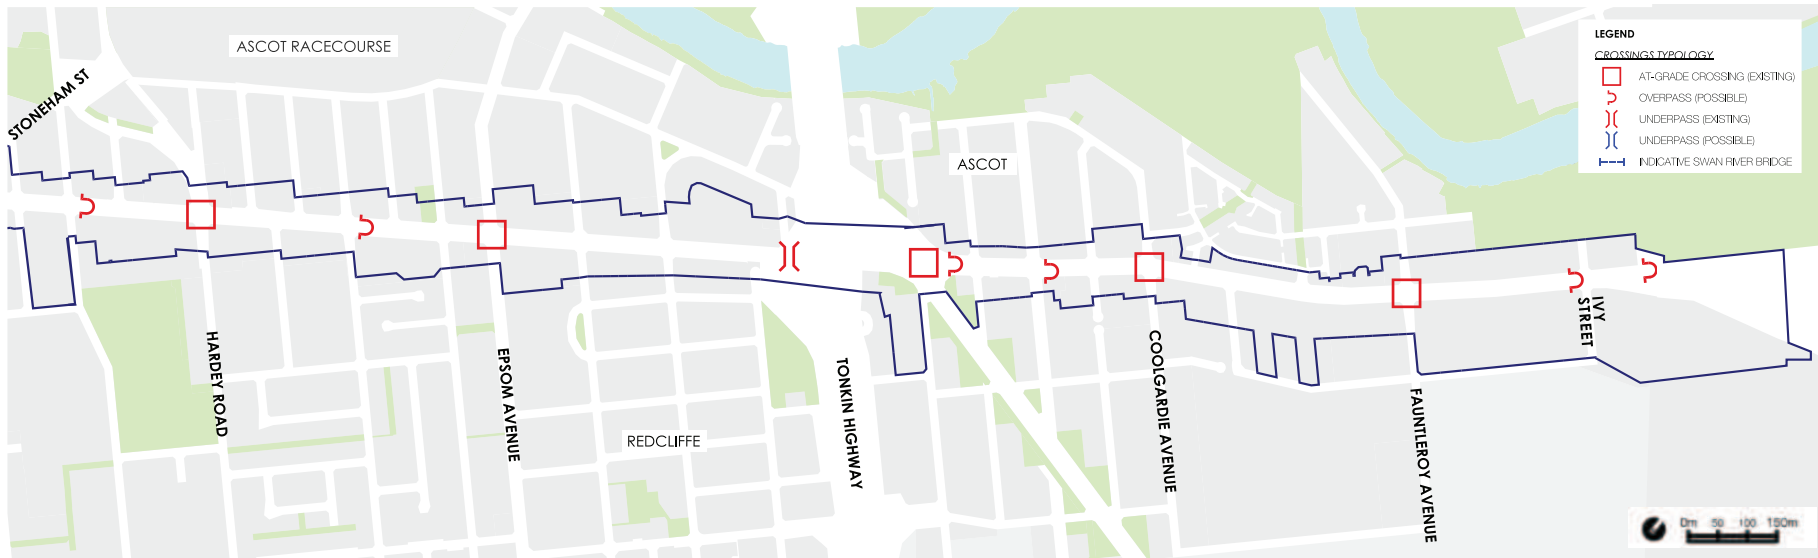 ASCOT RACECOURSE
STONEHAM ST
ASCOT
LEGEND
CROSSINGS TYPOLOGY
AT-GRADE CROSSING (EXISTING)
OVERPASS (POSSIBLE)
UNDERPASS (EXISTING)
UNDERPASS (POSSIBLE)
INDICATIVE SWAN RIVER BRIDGE
HARDEY ROAD
EPSOM AVENUE
REDCLIFFE
TONKIN HIGHWAY
COOLGARDIE AVENUE
FAUNTLEROY AVENUE
IVY
STREET
0m 50 100 150m